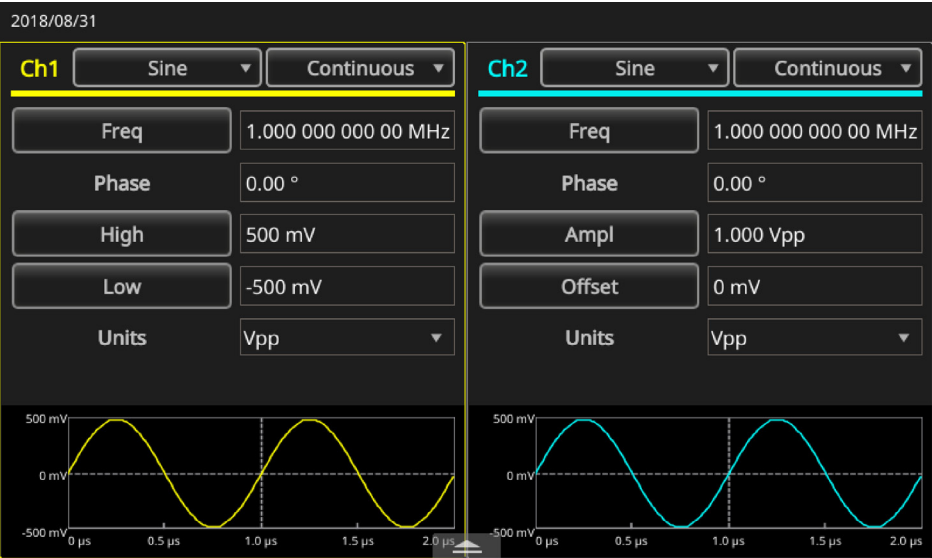 2018/08/31
Ch1 Sine Continuous
Freq 1.000 000 000 00 MHz
Phase 0.00 °
High 500 mV
Low -500 mV
Units Vpp
500 mV
0 mV
-500 mV
0 µs 0.5 µs 1.0 µs 1.5 µs 2.0 µs
Ch2 Sine Continuous
Freq 1.000 000 000 00 MHz
Phase 0.00 °
Ampl 1.000 Vpp
Offset 0 mV
Units Vpp
500 mV
0 mV
-500 mV
0 µs 0.5 µs 1.0 µs 1.5 µs 2.0 µs